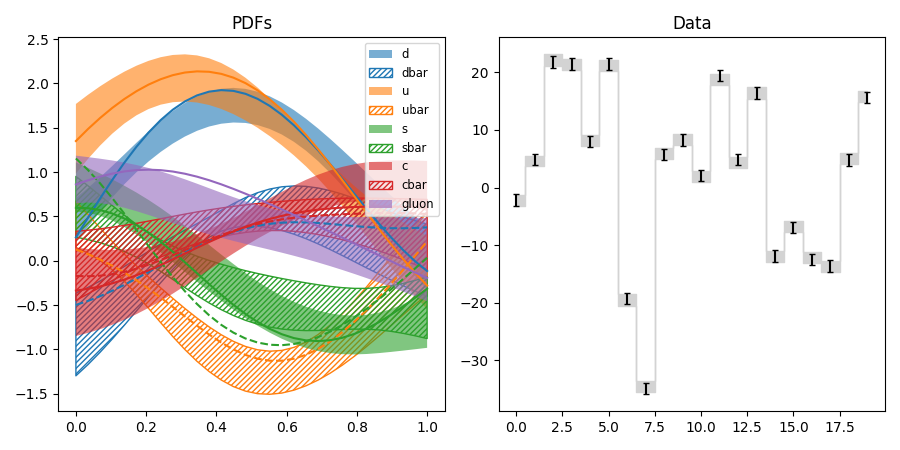 PDFs
2.5
2.0
1.5
1.0
0.5
0.0
−0.5
−1.0
−1.5
0.0 0.2 0.4 0.6 0.8 1.0
d
dbar
u
ubar
s
sbar
c
cbar
gluon
Data
20
10
0
−10
−20
−30
0.0 2.5 5.0 7.5 10.0 12.5 15.0 17.5